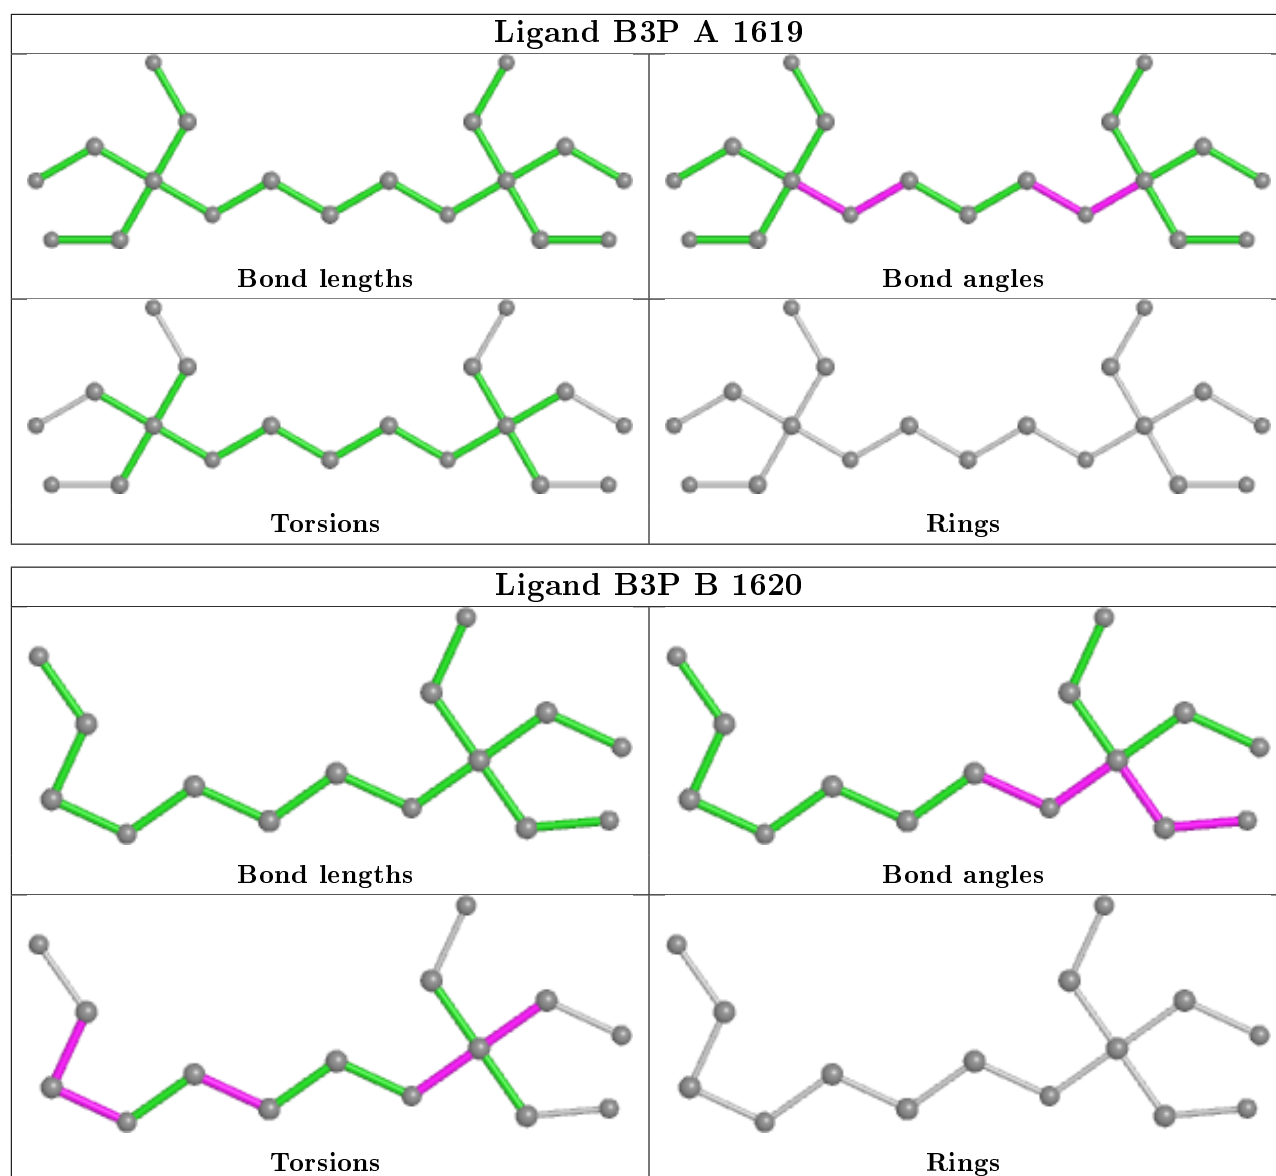 Ligand B3P A 1619
Bond lengths
Bond angles
Torsions
Rings
Ligand B3P B 1620
Bond lengths
Bond angles
Torsions
Rings